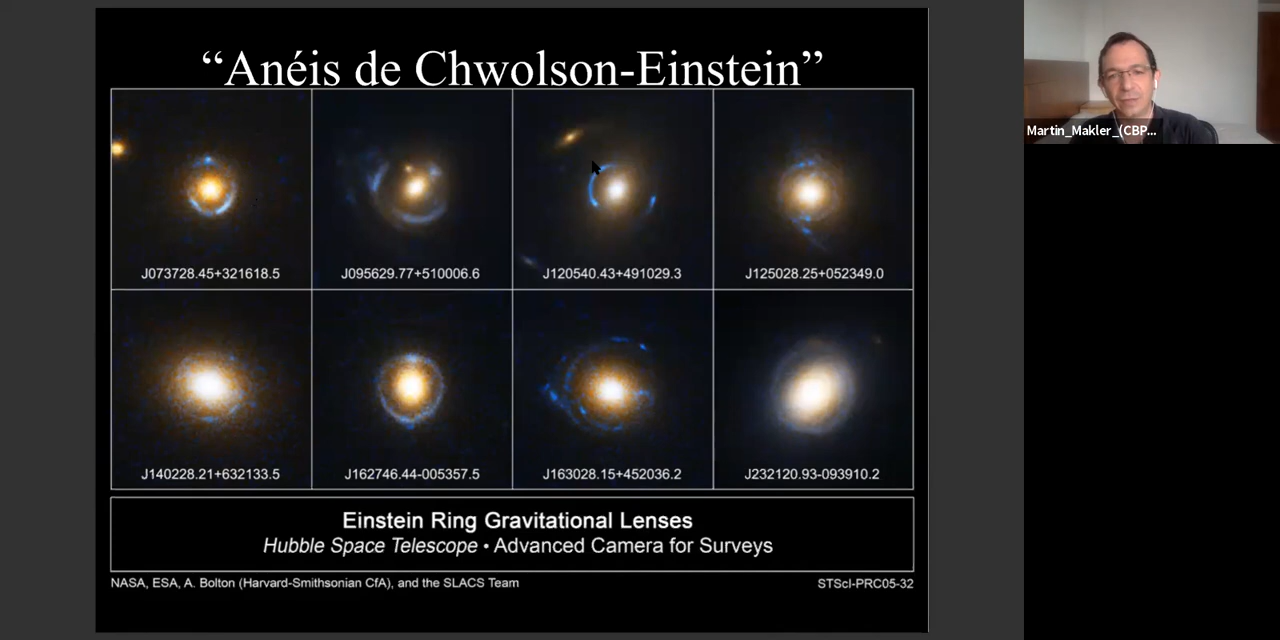 “Anéis de Chwolson-Einstein”
J073728.45+321618.5
J095629.77+510006.6
J120540.43+491029.3
J125028.25+052349.0
J140228.21+632133.5
J162746.44-005357.5
J163028.15+452036.2
J232120.93-093910.2
Einstein Ring Gravitational Lenses
Hubble Space Telescope • Advanced Camera for Surveys
NASA, ESA, A. Bolton (Harvard-Smithsonian CfA), and the SLACS Team
STScI-PRC05-32
Martin_Makler_(CBP...